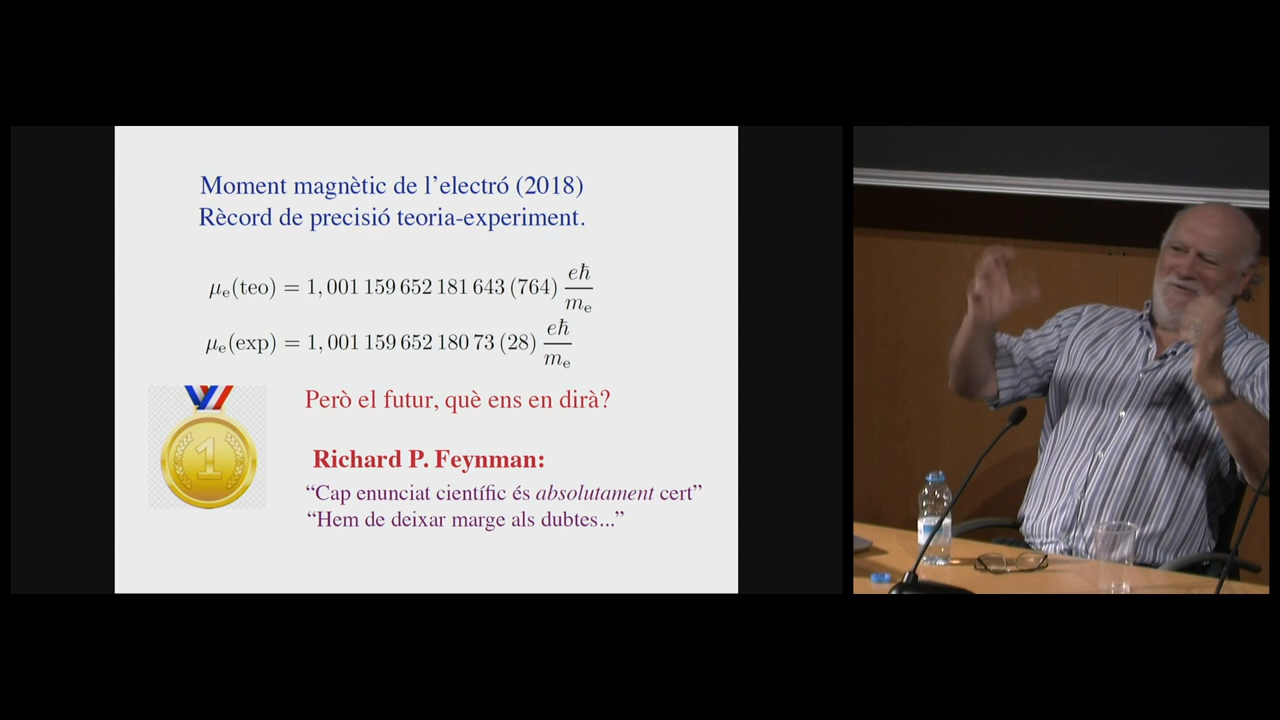 Moment magnètic de l'electró (2018)
Rècord de precisió teoria-experiment.
μₑ(teo) = 1, 001 159 652 181 643 (764) eħ/mₑ
μₑ(exp) = 1, 001 159 652 180 73 (28) eħ/mₑ
1
Però el futur, què ens en dirà?
Richard P. Feynman:
“Cap enunciat científic és absolutament cert”
“Hem de deixar marge als dubtes...”